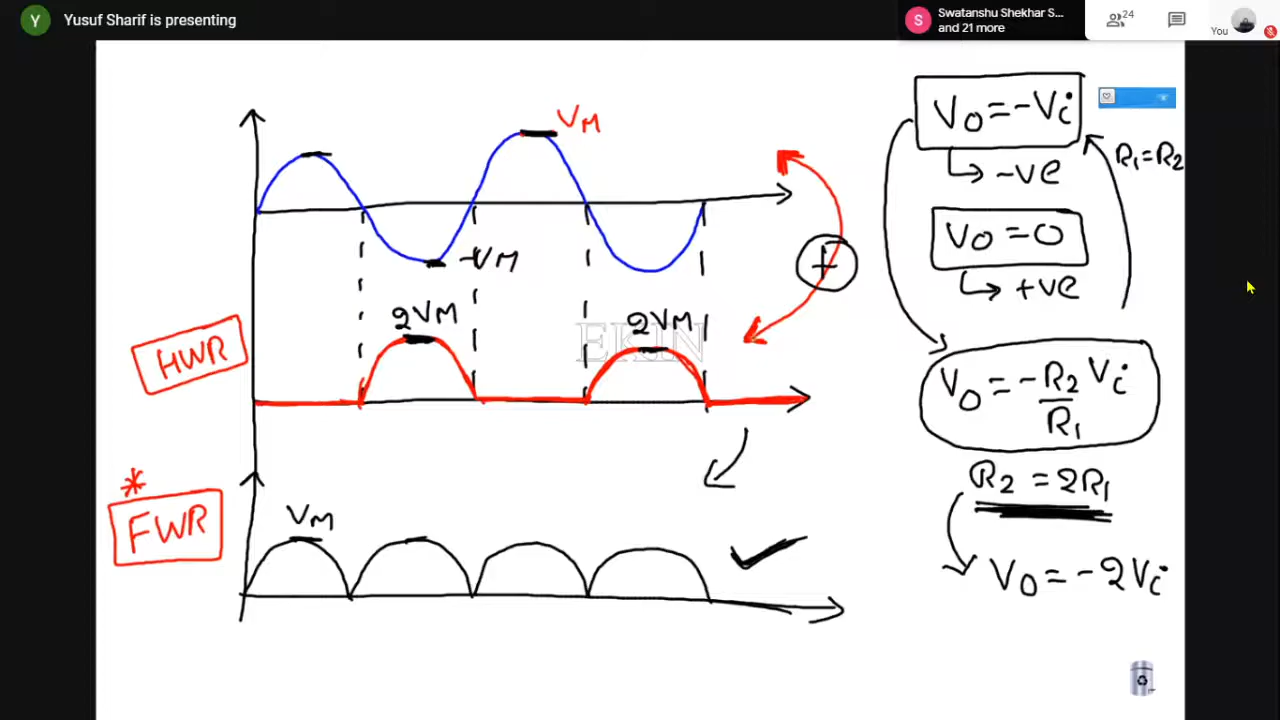 Y
Yusuf Sharif is presenting
S
Swatanshu Shekhar S...
and 21 more
24
You
VM
-VM
HWR
2VM
2VM
EKIN
*
FWR
VM
+
Vo = -Vi
↳ -ve
R1 = R2
Vo = 0
↳ +ve
Vo = -R2/R1 Vi
R2 = 2R1
Vo = -2Vi